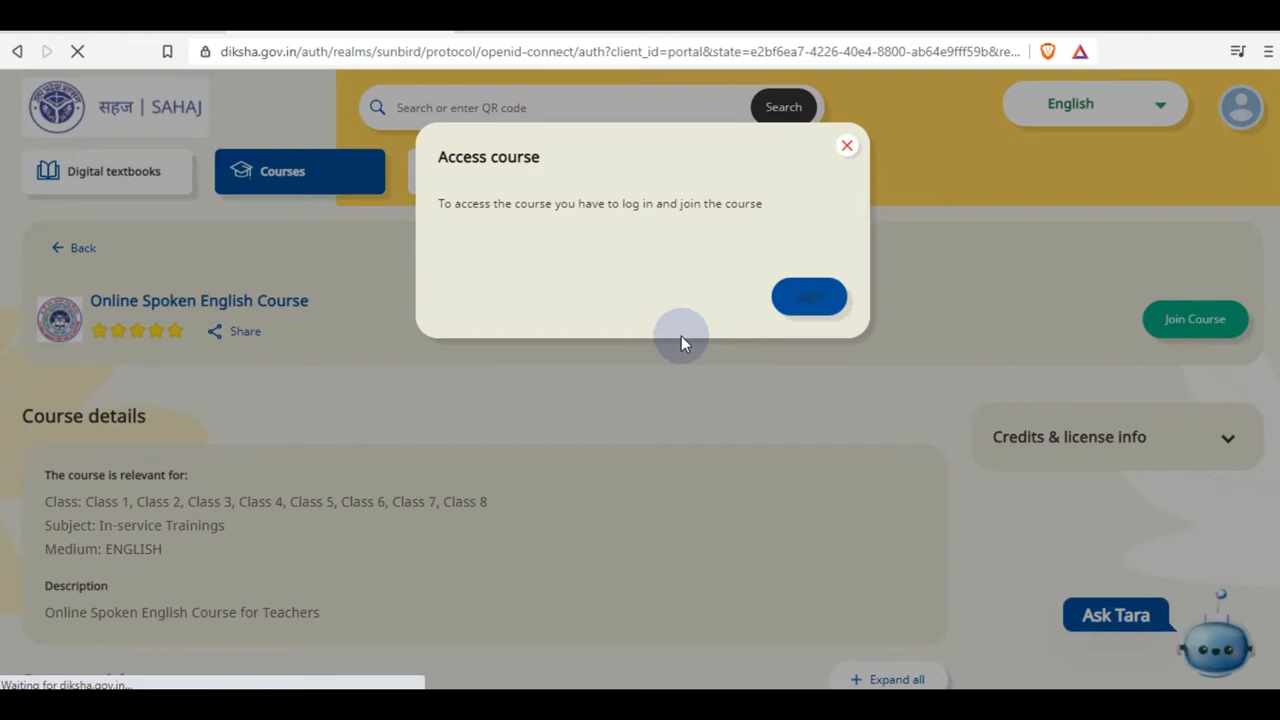 diksha.gov.in/auth/realms/sunbird/protocol/openid-connect/auth?client_id=portal&state=e2bf6ea7-4226-40e4-8800-ab64e9fff59b&re...
सहज | SAHAJ
Search or enter QR code
Search
English
Digital textbooks
Courses
Access course
To access the course you have to log in and join the course
Login
Back
Online Spoken English Course
Share
Join Course
Course details
Credits & license info
The course is relevant for:
Class: Class 1, Class 2, Class 3, Class 4, Class 5, Class 6, Class 7, Class 8
Subject: In-service Trainings
Medium: ENGLISH
Description
Online Spoken English Course for Teachers
Ask Tara
Expand all
Waiting for diksha.gov.in...